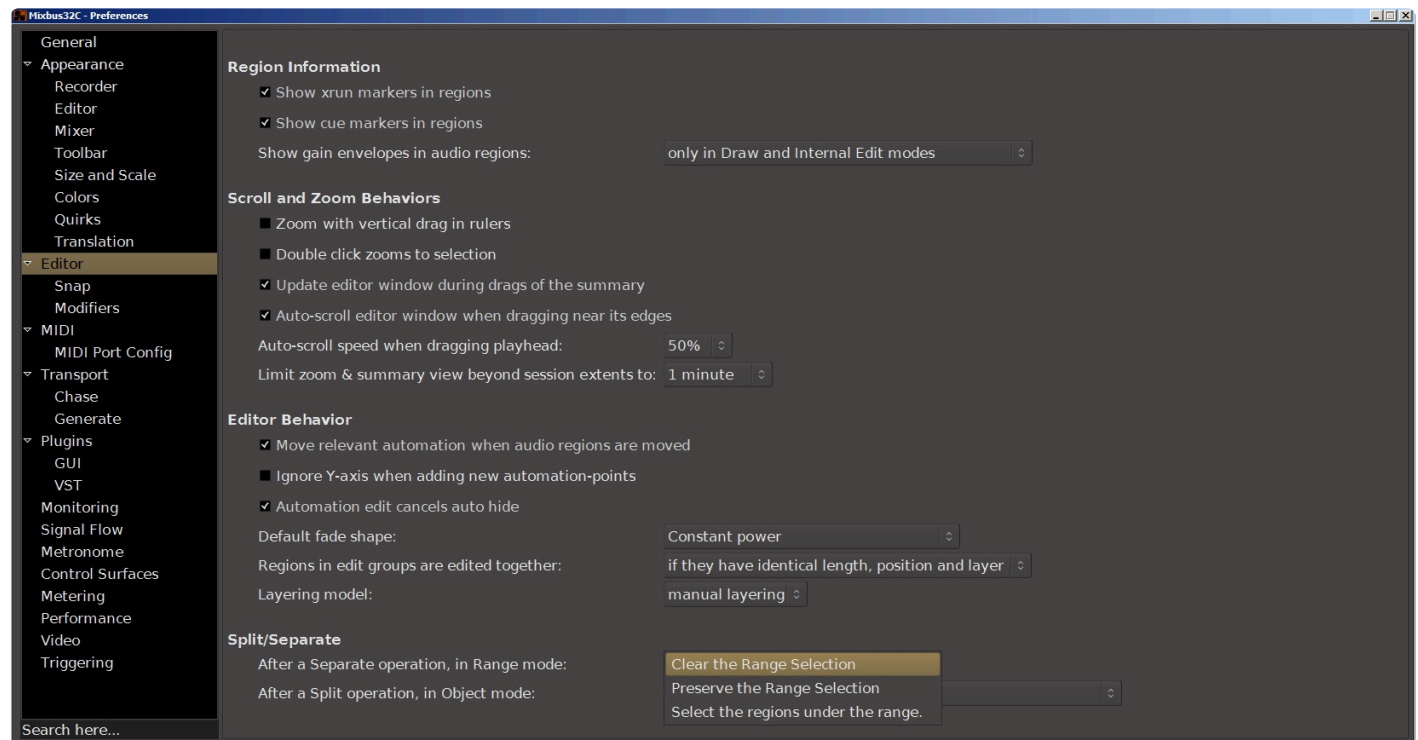 Mixbus32C - Preferences
General
Appearance
Recorder
Editor
Mixer
Toolbar
Size and Scale
Colors
Quirks
Translation
Editor
Snap
Modifiers
MIDI
MIDI Port Config
Transport
Chase
Generate
Plugins
GUI
VST
Monitoring
Signal Flow
Metronome
Control Surfaces
Metering
Performance
Video
Triggering
Search here...
Region Information
Show xrun markers in regions
Show cue markers in regions
Show gain envelopes in audio regions: only in Draw and Internal Edit modes
Scroll and Zoom Behaviors
Zoom with vertical drag in rulers
Double click zooms to selection
Update editor window during drags of the summary
Auto-scroll editor window when dragging near its edges
Auto-scroll speed when dragging playhead: 50%
Limit zoom & summary view beyond session extents to: 1 minute
Editor Behavior
Move relevant automation when audio regions are moved
Ignore Y-axis when adding new automation-points
Automation edit cancels auto hide
Default fade shape: Constant power
Regions in edit groups are edited together: if they have identical length, position and layer
Layering model: manual layering
Split/Separate
After a Separate operation, in Range mode: Clear the Range Selection
Preserve the Range Selection
After a Split operation, in Object mode:
Select the regions under the range.